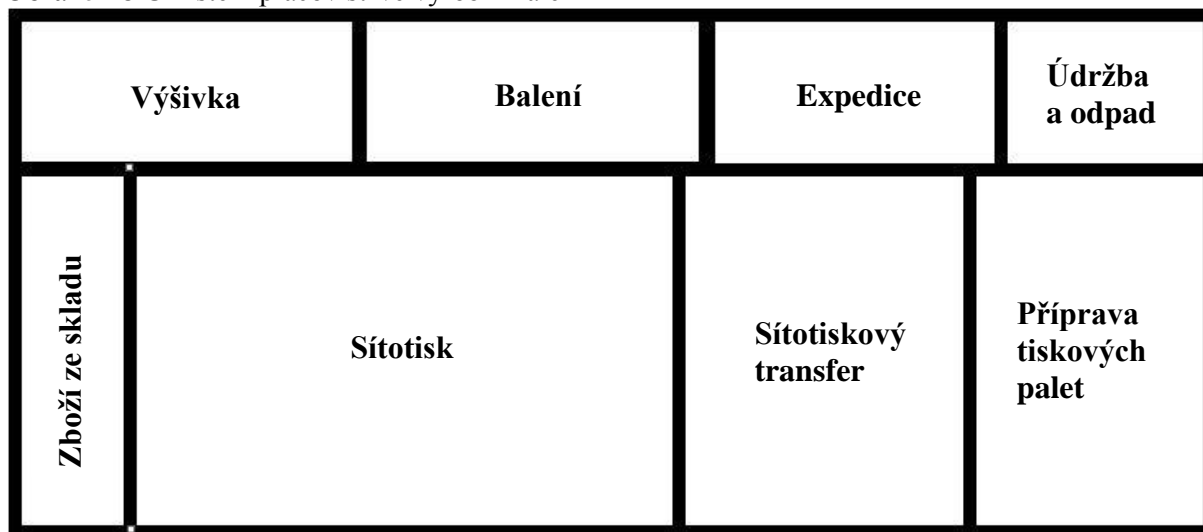 Výšivka
Balení
Expedice
Údržba
a odpad
Zboží ze skladu
Sítotisk
Sítotiskový
transfer
Příprava
tiskových
palet